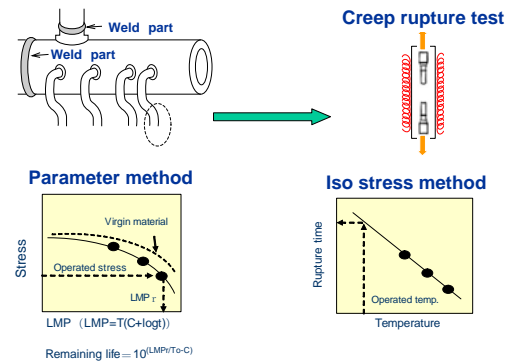 Weld part
Weld part
Creep rupture test
Parameter method
Virgin material
Operated stress
LMP r
Stress
LMP (LMP=T(C+logt))
Remaining life=10(LMPr/To-C)
Iso stress method
Rupture time
Operated temp.
Temperature